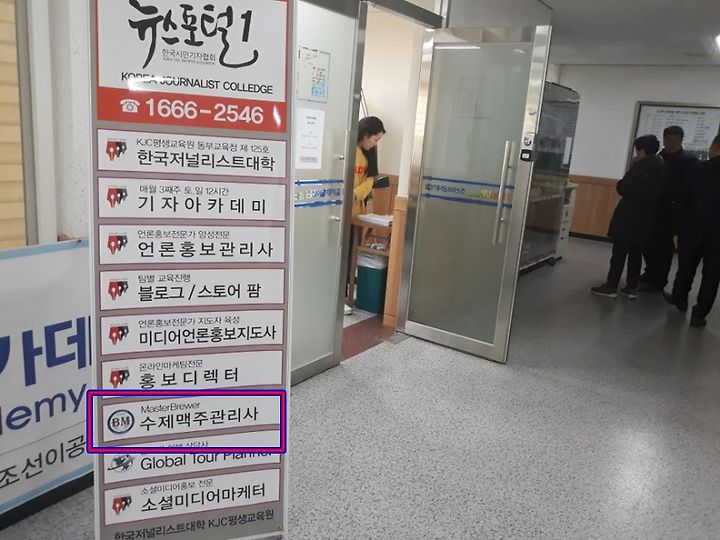 뉴스포털1
한국시민기자협회
KOREA JOURNALIST COLLEDGE
☎1666-2546
KJC평생교육원 동부교육청 제 125호
한국저널리스트대학
매월 3째주 토,일 12시간
기자아카데미
언론홍보전문가 양성전문
언론홍보관리사
팀별 교육진행
블로그/스토어 팜
언론홍보전문가 지도자 육성
미디어언론홍보지도사
온라인마케팅전문
홍보디렉터
BM
MasterBrewer
수제맥주관리사
상담사
Global Tour Planner
소셜미디어홍보 전문
소셜미디어마케터
한국저널리스트대학 KJC평생교육원
가데
demy
조선이공